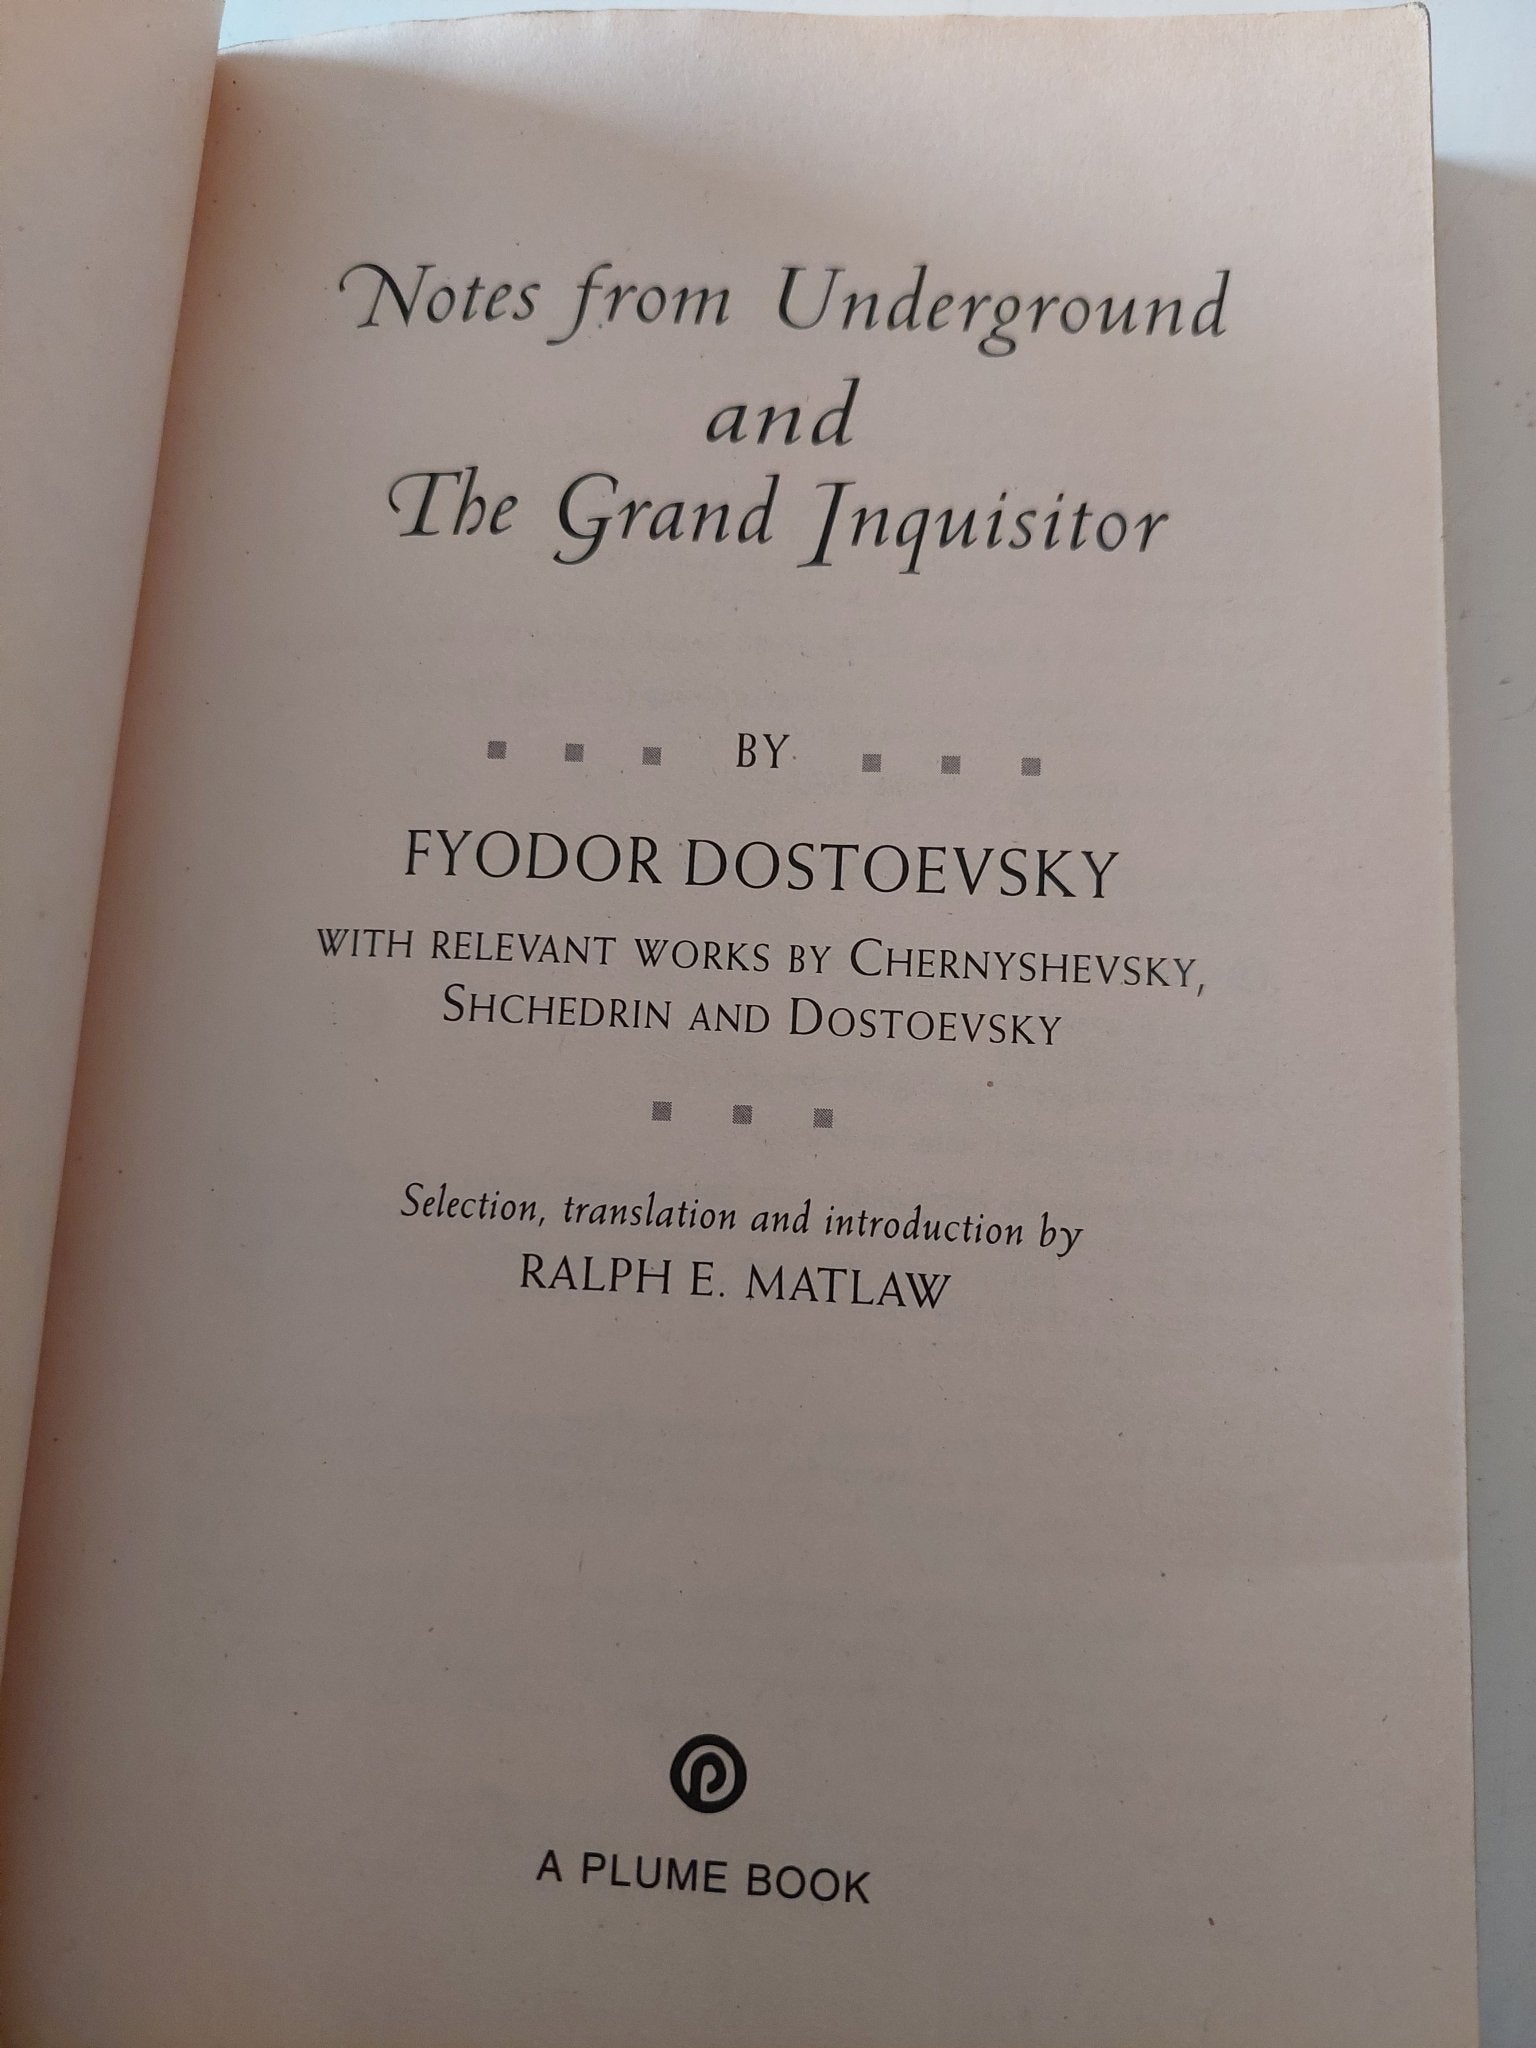 Notes from Underground
and
The Grand Inquisitor
BY
FYODOR DOSTOEVSKY
WITH RELEVANT WORKS BY CHERNYSHEVSKY,
SHCHEDRIN AND DOSTOEVSKY
Selection, translation and introduction by
RALPH E. MATLAW
P
A PLUME BOOK